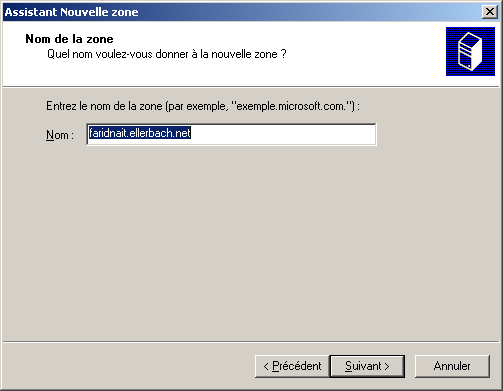 Assistant Nouvelle zone
Nom de la zone
Quel nom voulez-vous donner à la nouvelle zone ?
Entrez le nom de la zone (par exemple, "exemple.microsoft.com.") :
Nom : faridnait.ellerbach.net
< Précédent Suivant > Annuler